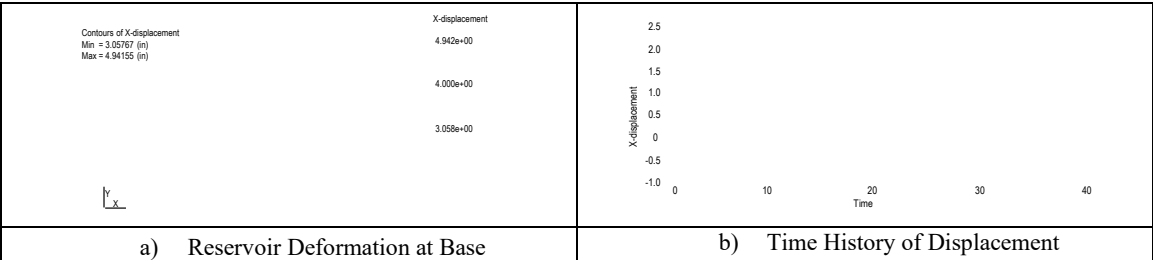 Contours of X-displacement
Min = 3.05767 (in)
Max = 4.94155 (in)
X-displacement
4.942e+00
4.000e+00
3.058e+00
Y
X
a) Reservoir Deformation at Base
2.5
2.0
1.5
1.0
0.5
0
-0.5
-1.0
X-displacement
0 10 20 30 40
Time
b) Time History of Displacement